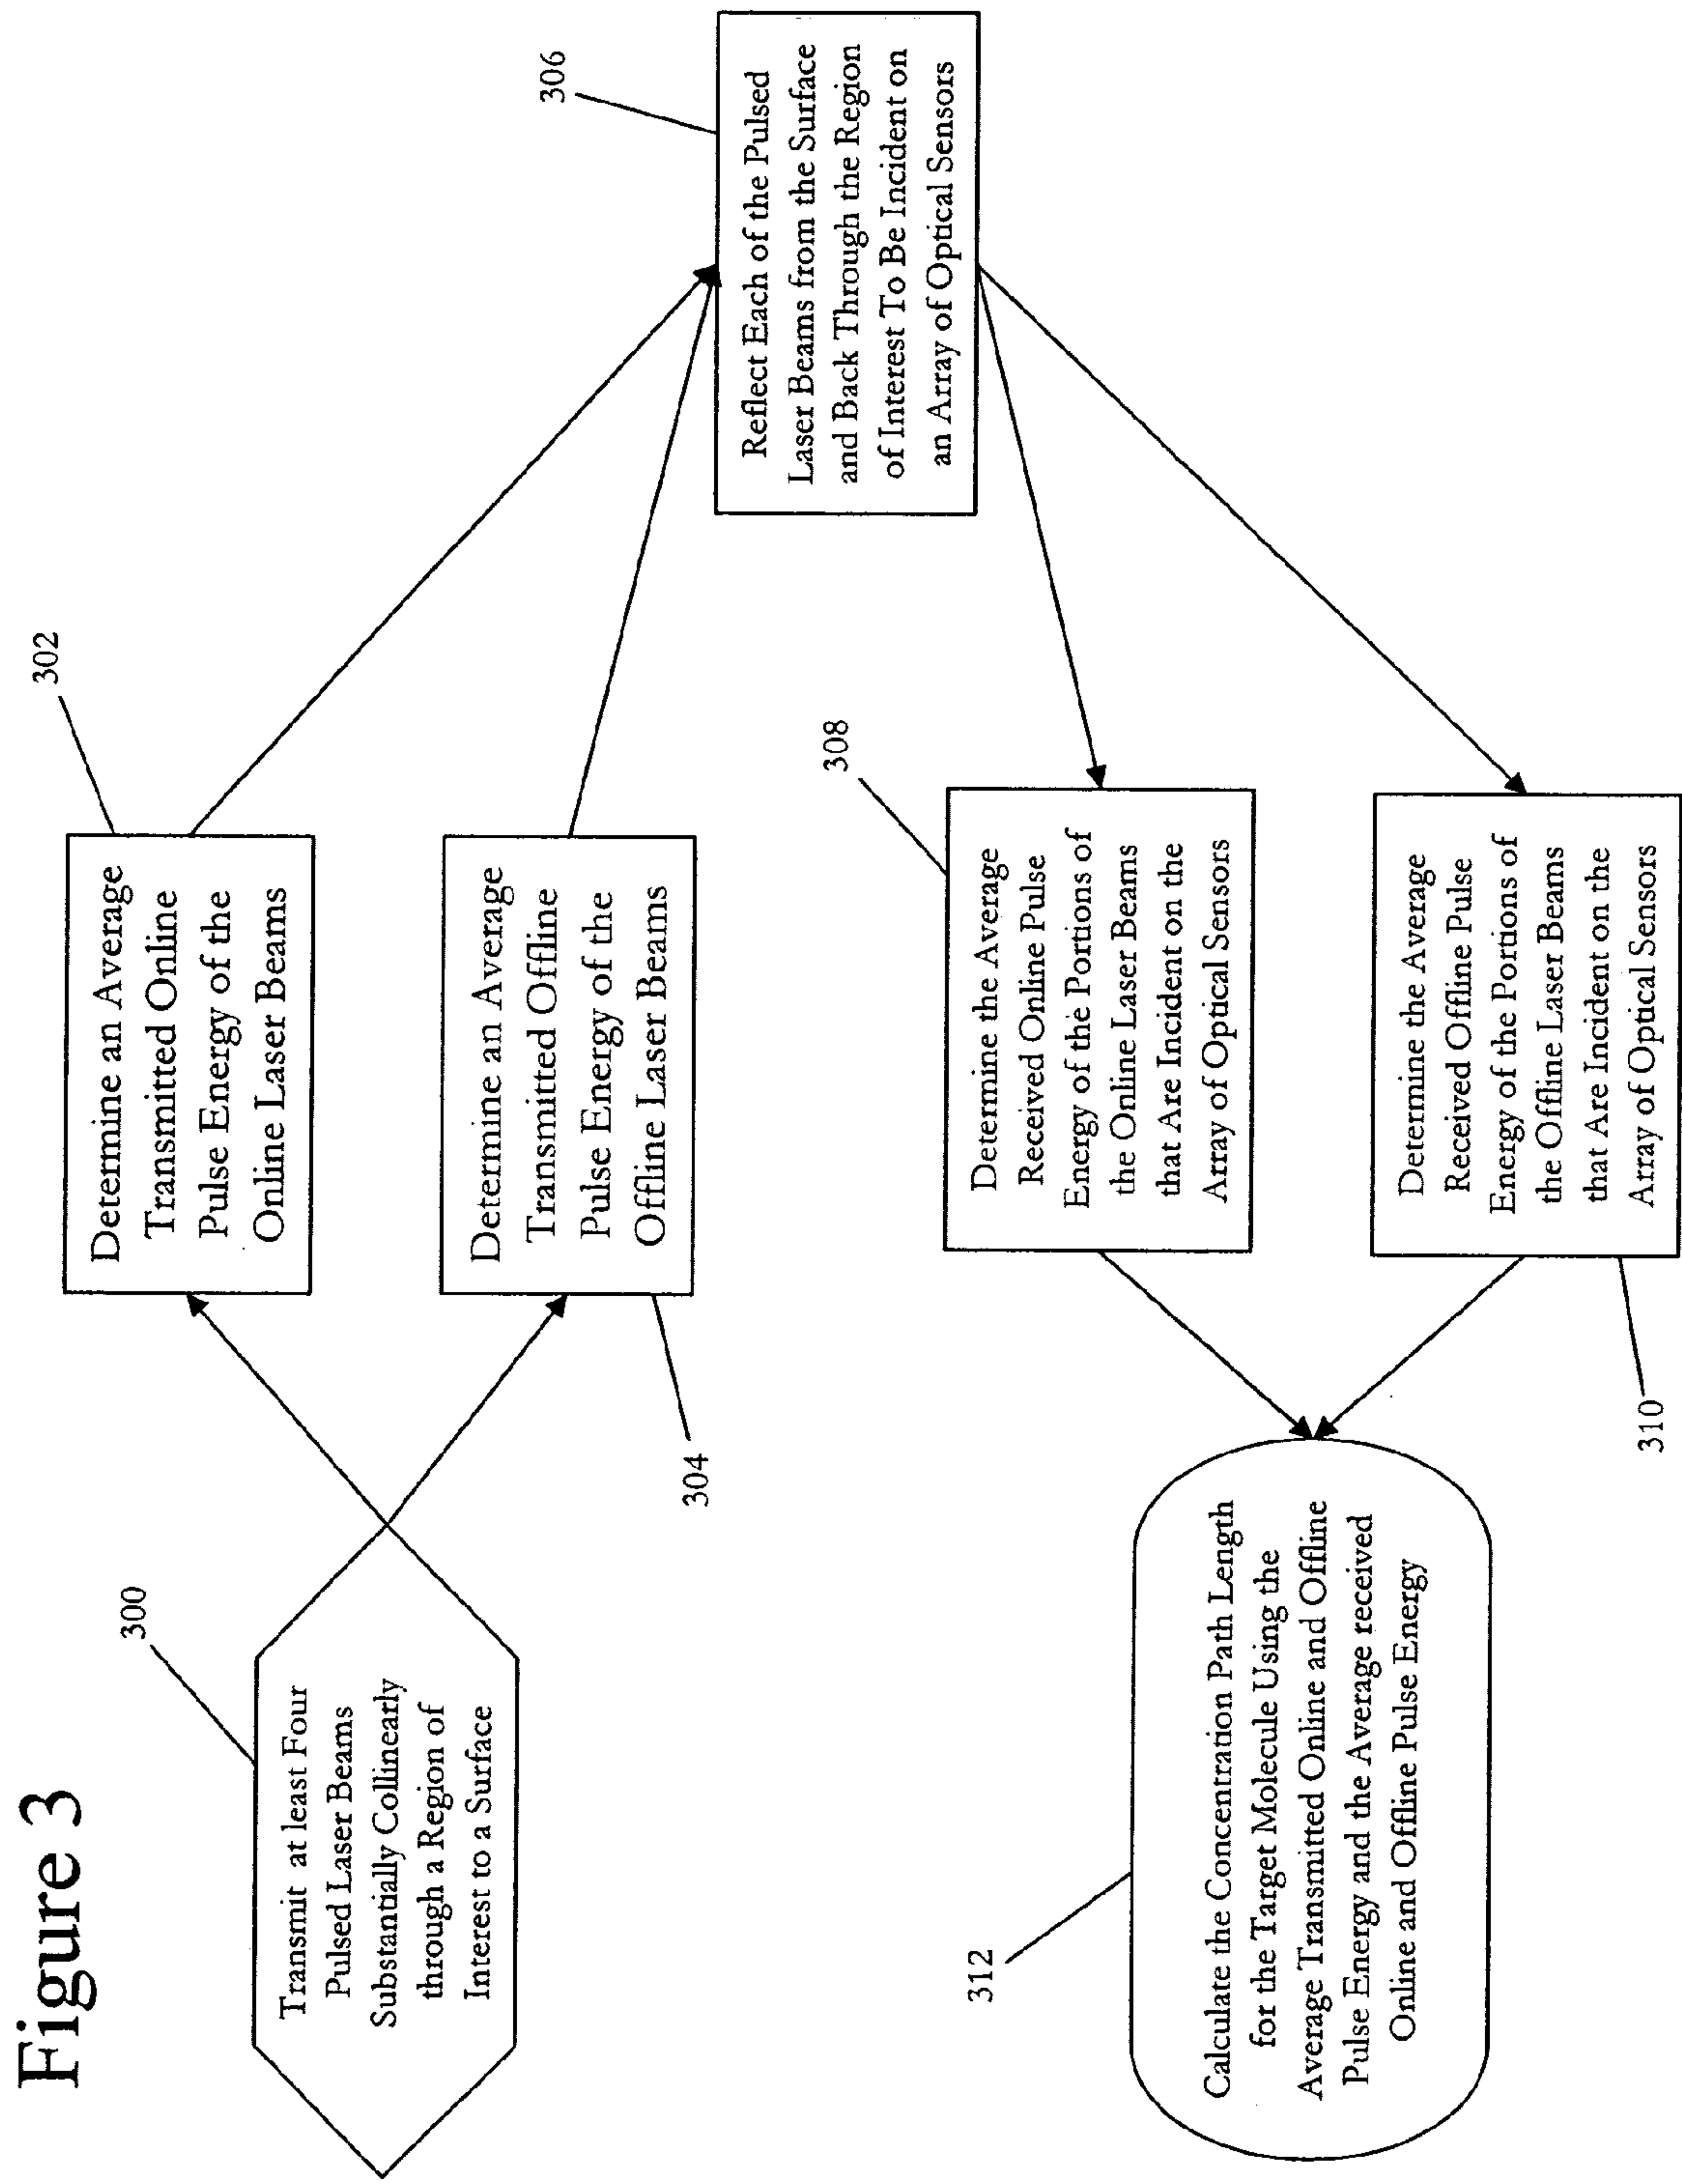 Figure 3
300
Transmit at least Four
Pulsed Laser Beams
Substantially Collinearly
through a Region of
Interest to a Surface
302
Determine an Average
Transmitted Online
Pulse Energy of the
Online Laser Beams
304
Determine an Average
Transmitted Offline
Pulse Energy of the
Offline Laser Beams
306
Reflect Each of the Pulsed
Laser Beams from the Surface
and Back Through the Region
of Interest To Be Incident on
an Array of Optical Sensors
308
Determine the Average
Received Online Pulse
Energy of the Portions of
the Online Laser Beams
that Are Incident on the
Array of Optical Sensors
310
Determine the Average
Received Offline Pulse
Energy of the Portions of
the Offline Laser Beams
that Are Incident on the
Array of Optical Sensors
312
Calculate the Concentration Path Length
for the Target Molecule Using the
Average Transmitted Online and Offline
Pulse Energy and the Average received
Online and Offline Pulse Energy